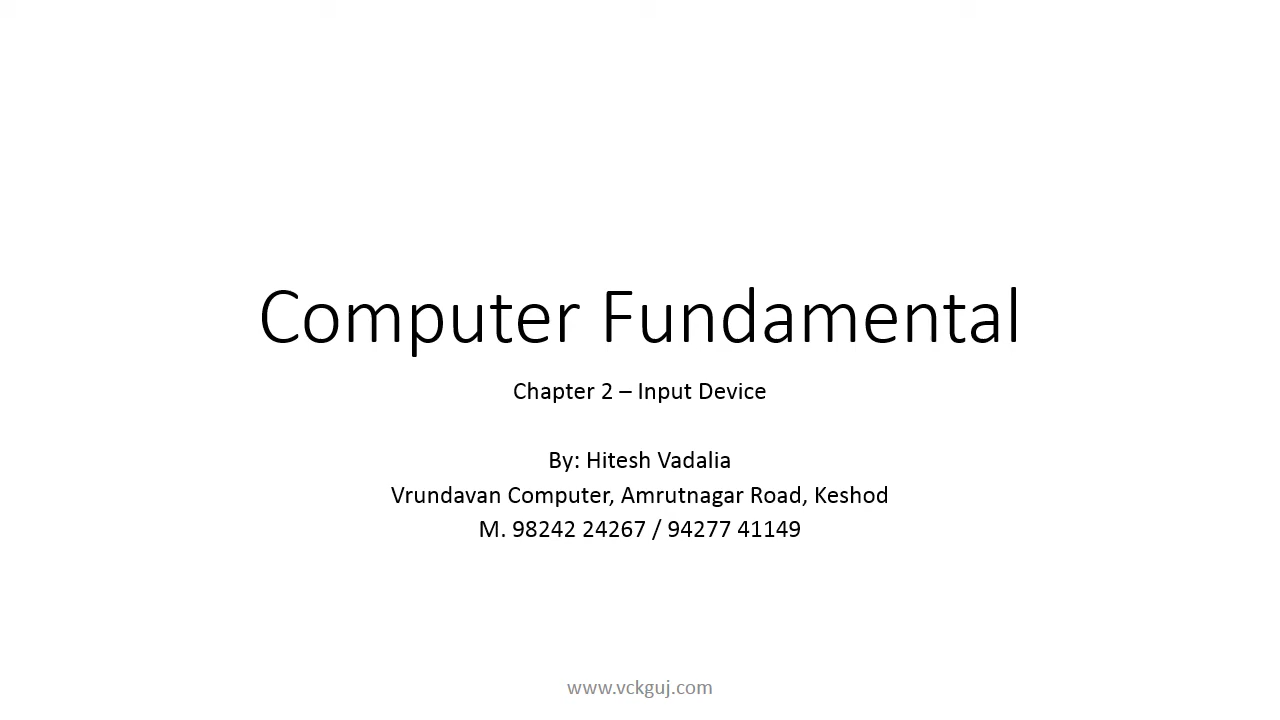 Computer Fundamental
Chapter 2 – Input Device
By: Hitesh Vadalia
Vrundavan Computer, Amrutnagar Road, Keshod
M. 98242 24267 / 94277 41149
www.vckguj.com